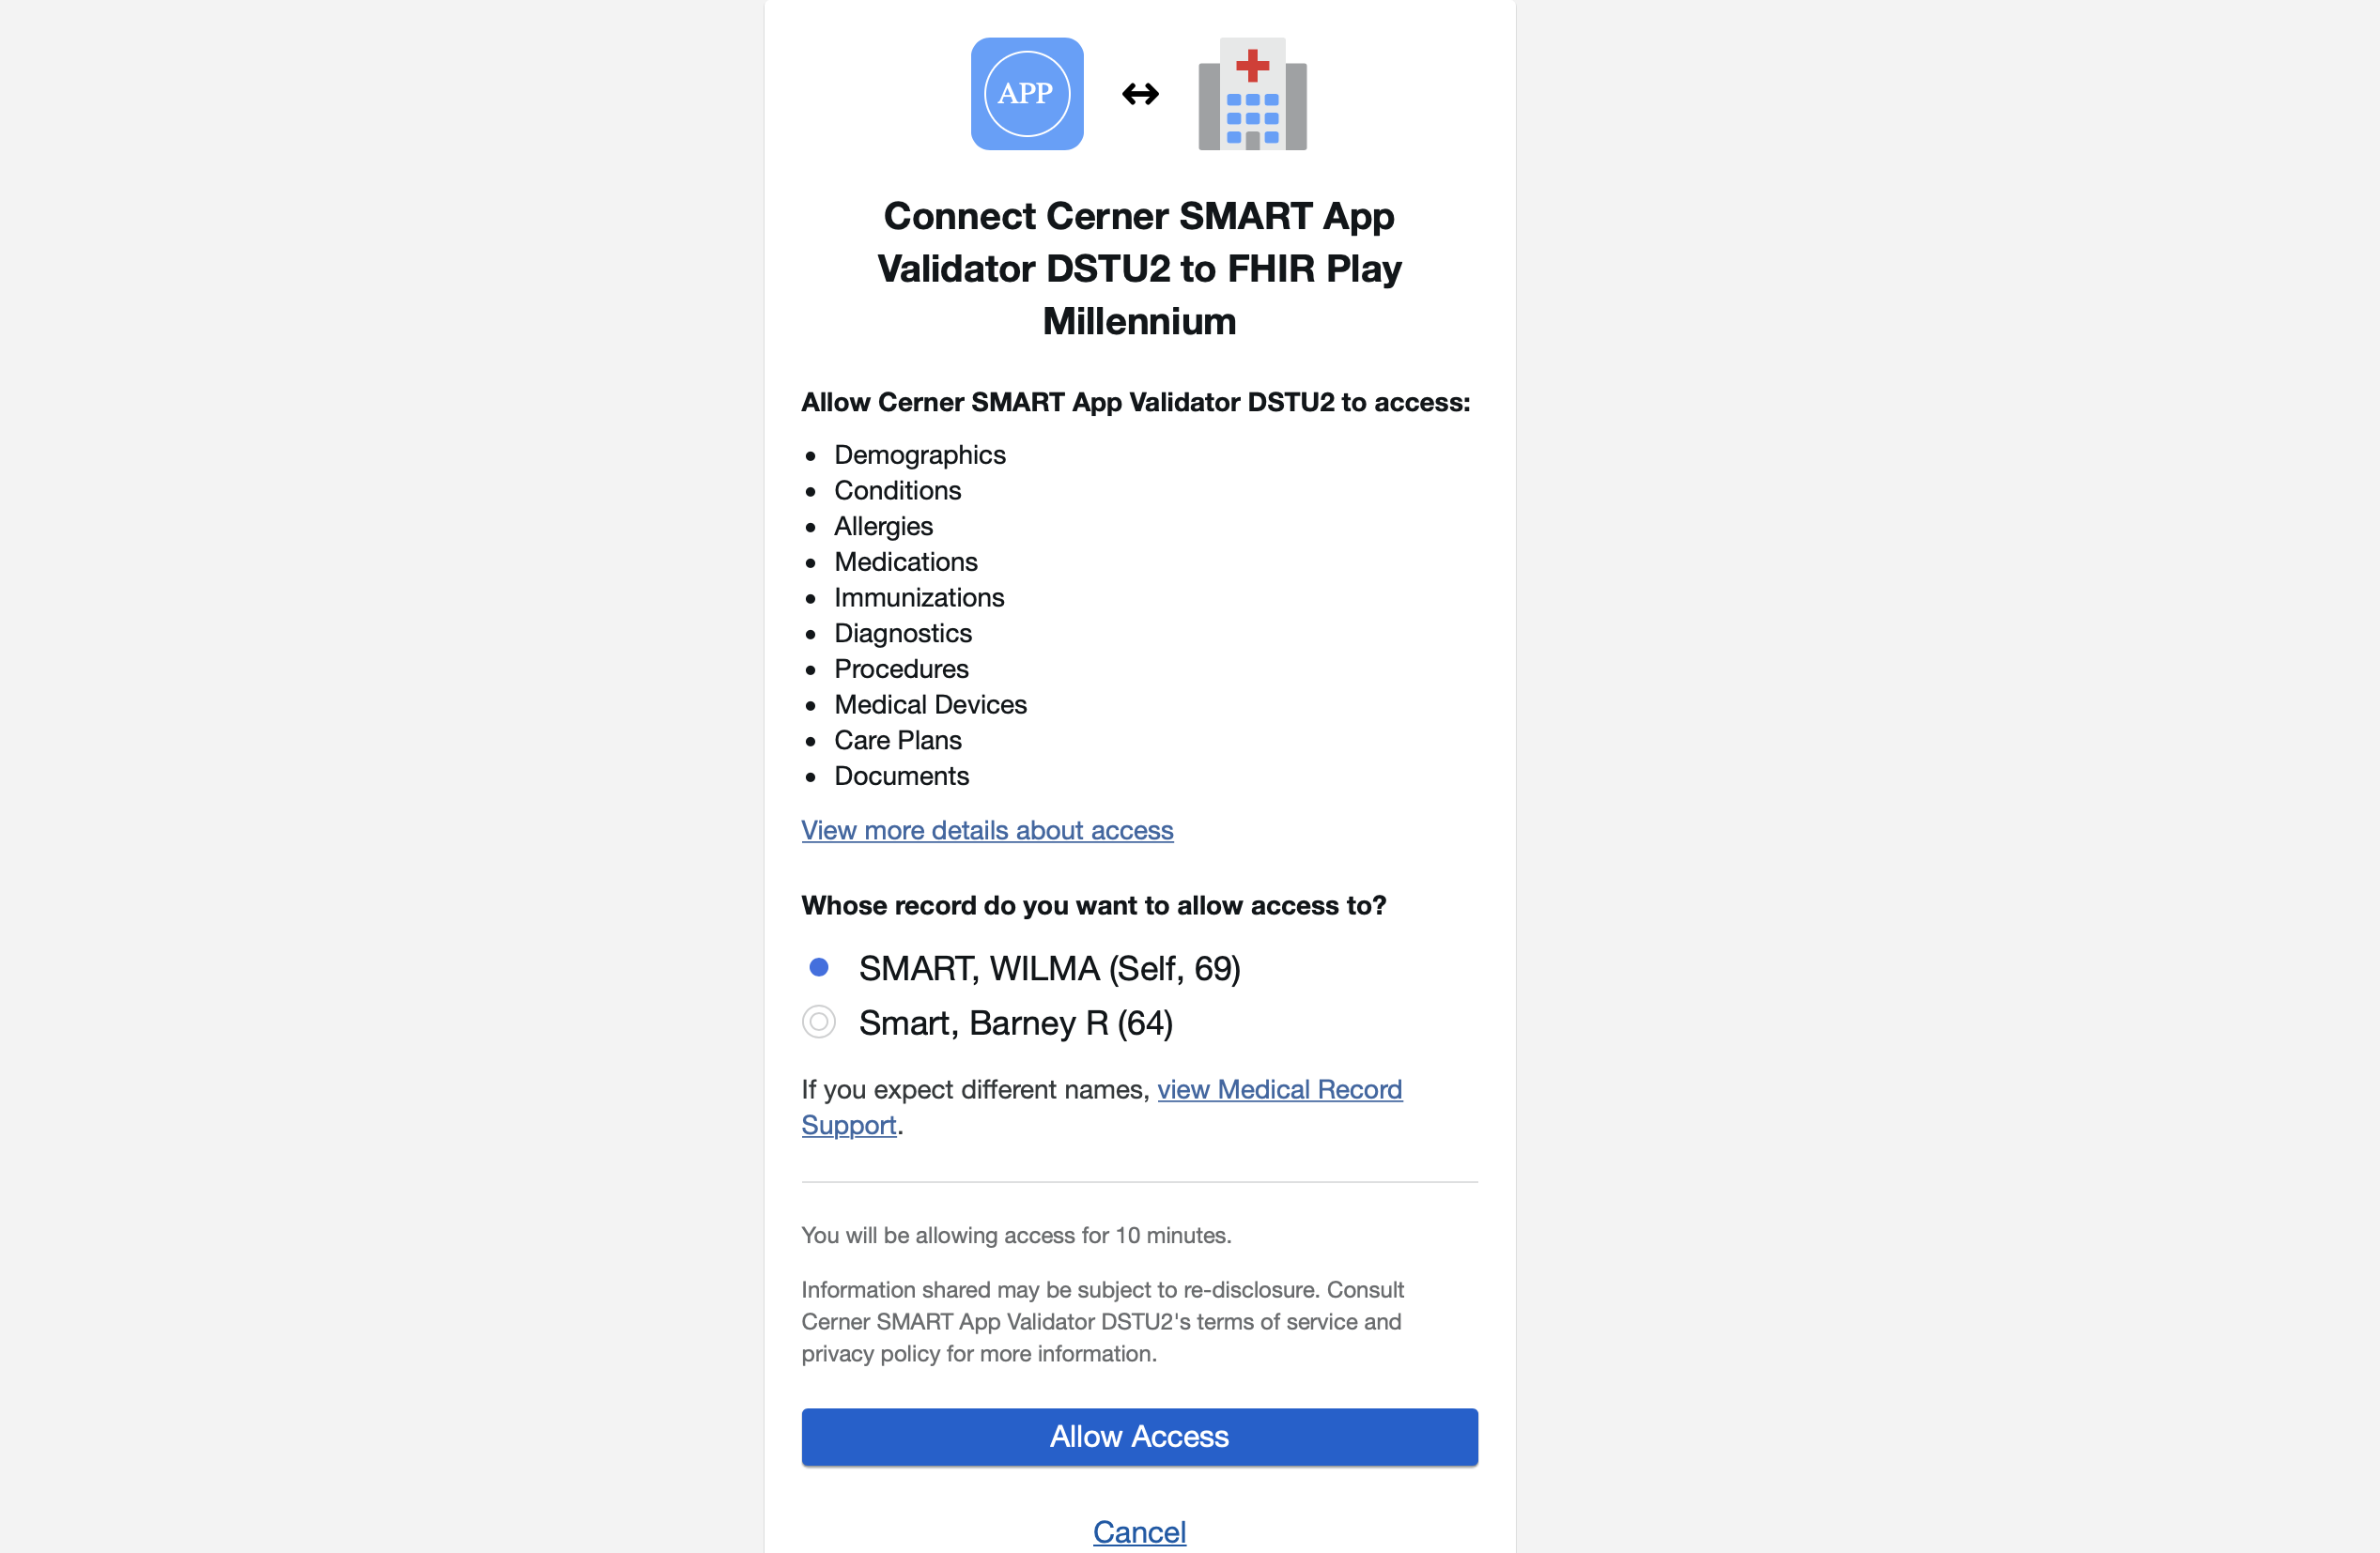 APP
Connect Cerner SMART App
Validator DSTU2 to FHIR Play
Millennium
Allow Cerner SMART App Validator DSTU2 to access:
Demographics
Conditions
Allergies
Medications
Immunizations
Diagnostics
Procedures
Medical Devices
Care Plans
Documents
View more details about access
Whose record do you want to allow access to?
SMART, WILMA (Self, 69)
Smart, Barney R (64)
If you expect different names, view Medical Record
Support.
You will be allowing access for 10 minutes.
Information shared may be subject to re-disclosure. Consult
Cerner SMART App Validator DSTU2's terms of service and
privacy policy for more information.
Allow Access
Cancel